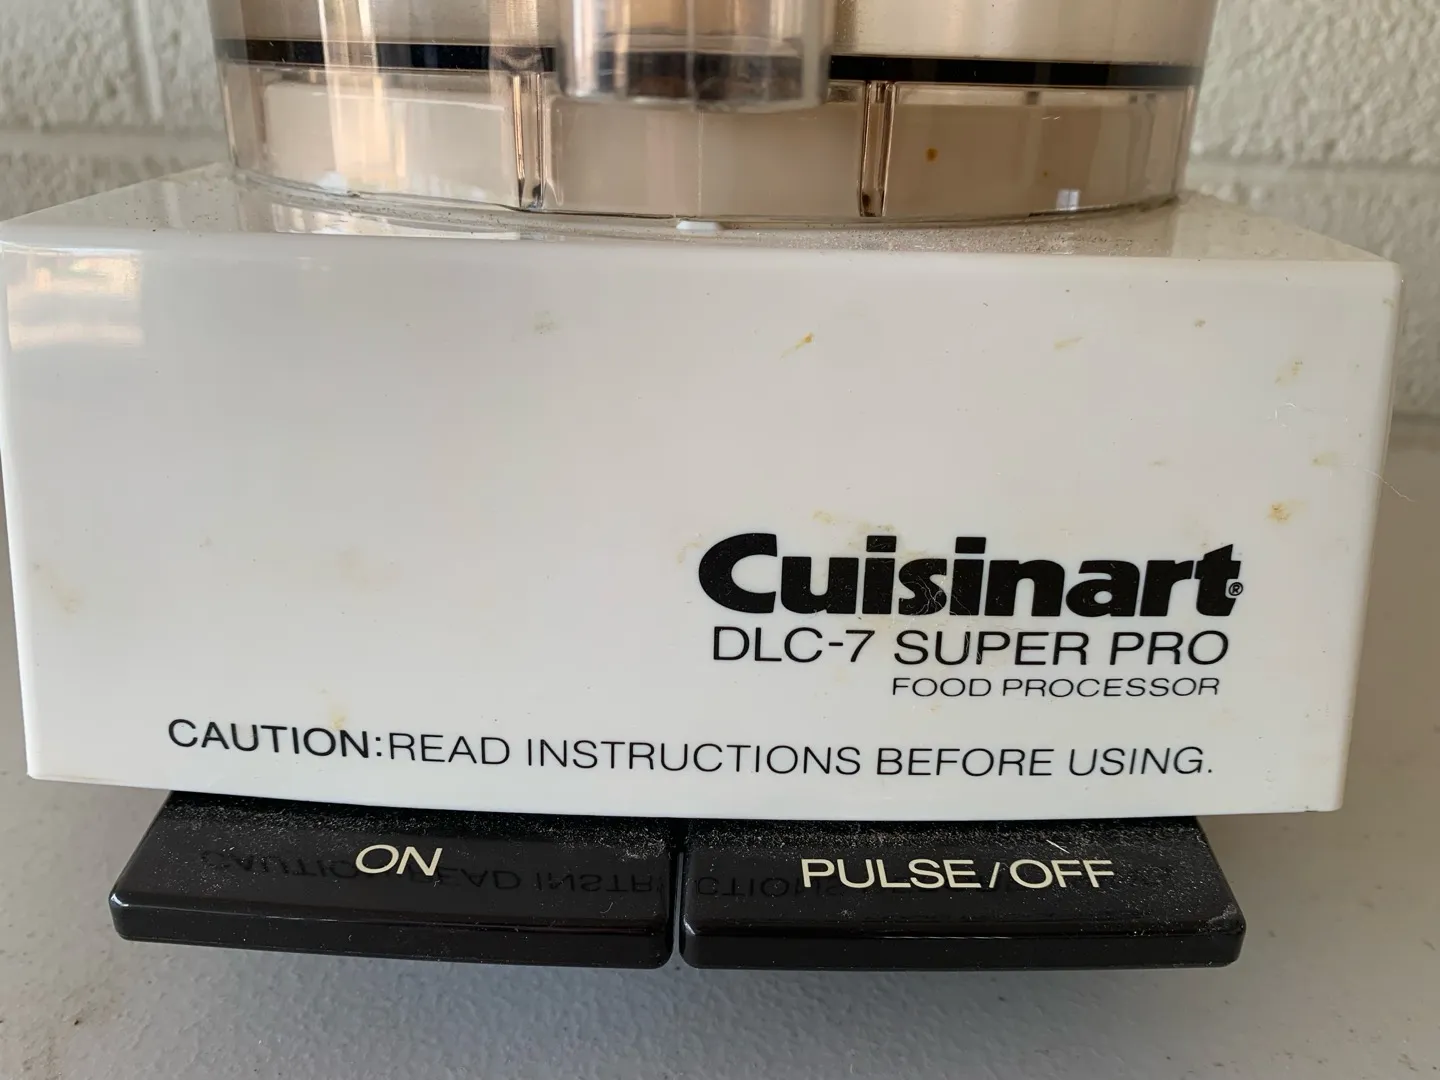 Cuisinart®
DLC-7 SUPER PRO
FOOD PROCESSOR
CAUTION:READ INSTRUCTIONS BEFORE USING.
ON
PULSE/OFF